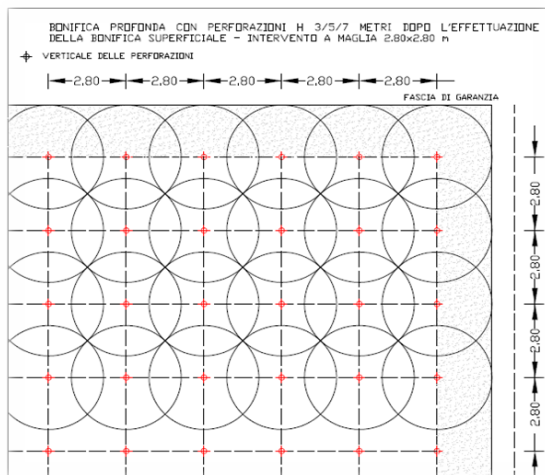 BONIFICA PROFONDA CON PERFORAZIONI H 3/5/7 METRI DOPO L'EFFETTUAZIONE
DELLA BONIFICA SUPERFICIALE - INTERVENTO A MAGLIA 2.80x2.80 m
VERTICALE DELLE PERFORAZIONI
2,80 2,80 2,80 2,80 2,80
FASCIA DI GARANZIA
2,80
2,80
2,80
2,80